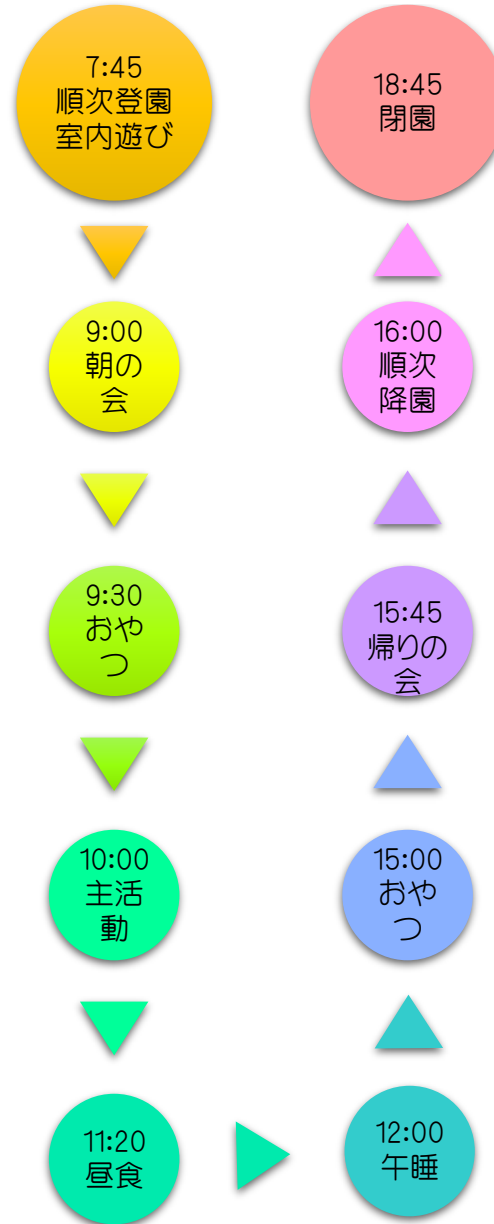 7:45
順次登園
室内遊び
9:00
朝の
会
9:30
おや
つ
10:00
主活
動
11:20
昼食
12:00
午睡
15:00
おや
つ
15:45
帰りの
会
16:00
順次
降園
18:45
閉園